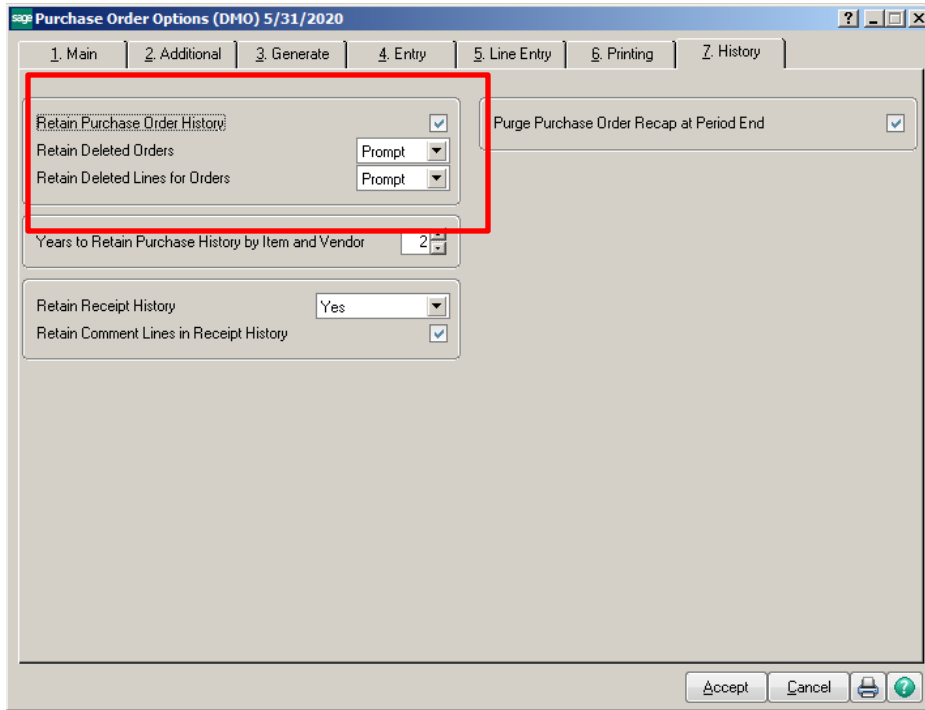 sage Purchase Order Options (DMO) 5/31/2020
?
1. Main
2. Additional
3. Generate
4. Entry
5. Line Entry
6. Printing
7. History
Retain Purchase Order History
Retain Deleted Orders Prompt
Retain Deleted Lines for Orders Prompt
Years to Retain Purchase History by Item and Vendor 2
Retain Receipt History Yes
Retain Comment Lines in Receipt History
Purge Purchase Order Recap at Period End
Accept
Cancel
?